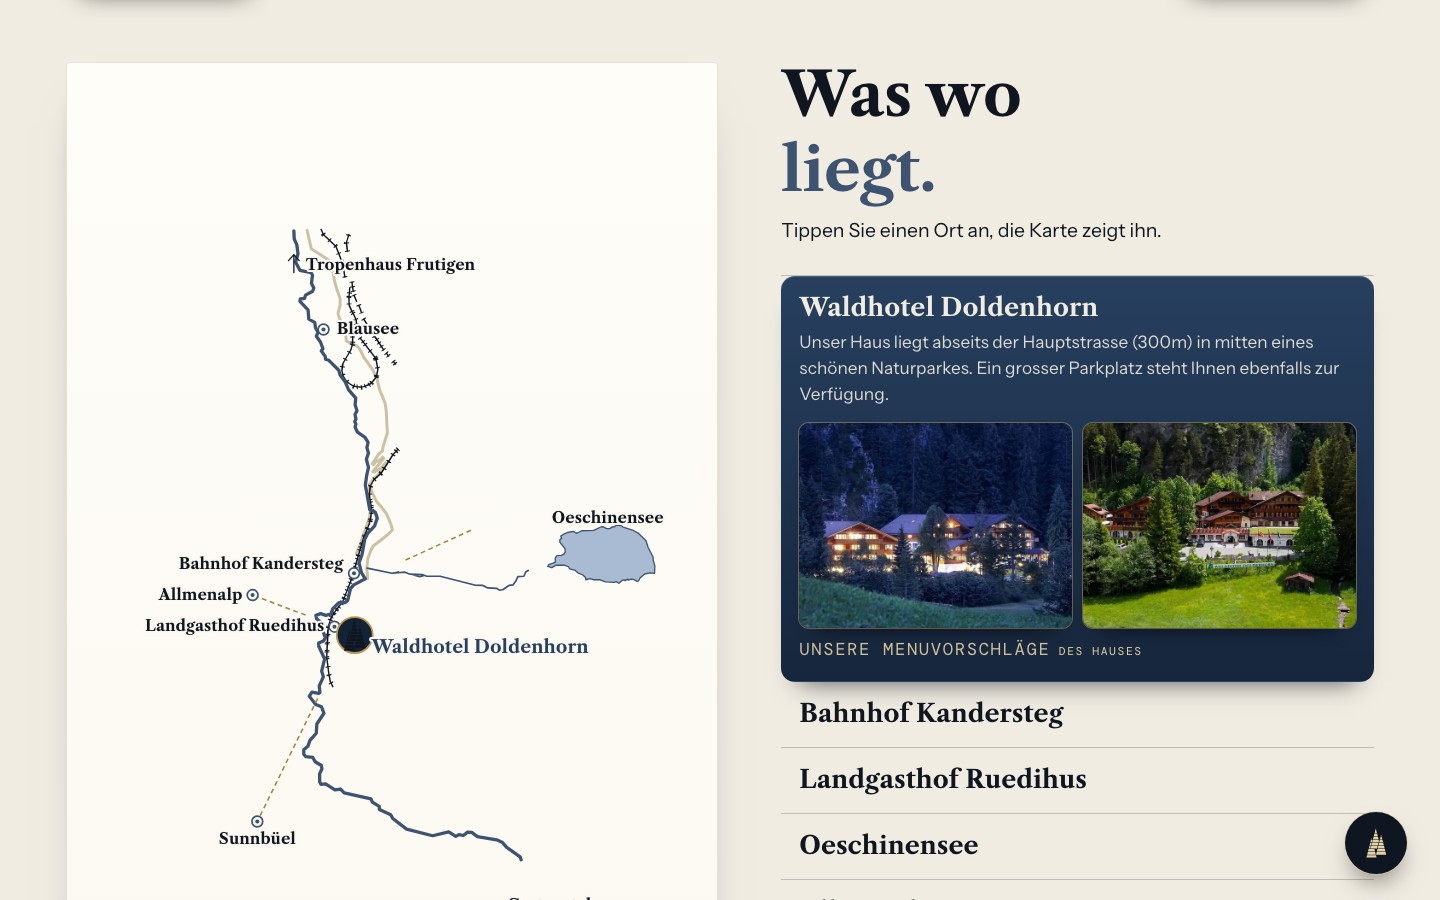 Was wo
liegt.
Tippen Sie einen Ort an, die Karte zeigt ihn.
Waldhotel Doldenhorn
Unser Haus liegt abseits der Hauptstrasse (300m) in mitten eines
schönen Naturparkes. Ein grosser Parkplatz steht Ihnen ebenfalls zur
Verfügung.
UNSERE MENUVORSCHLÄGE DES HAUSES
Bahnhof Kandersteg
Landgasthof Ruedihus
Oeschinensee
Tropenhaus Frutigen
Blausee
Oeschinensee
Bahnhof Kandersteg
Allmenalp
Landgasthof Ruedihus
Waldhotel Doldenhorn
Sunnbüel